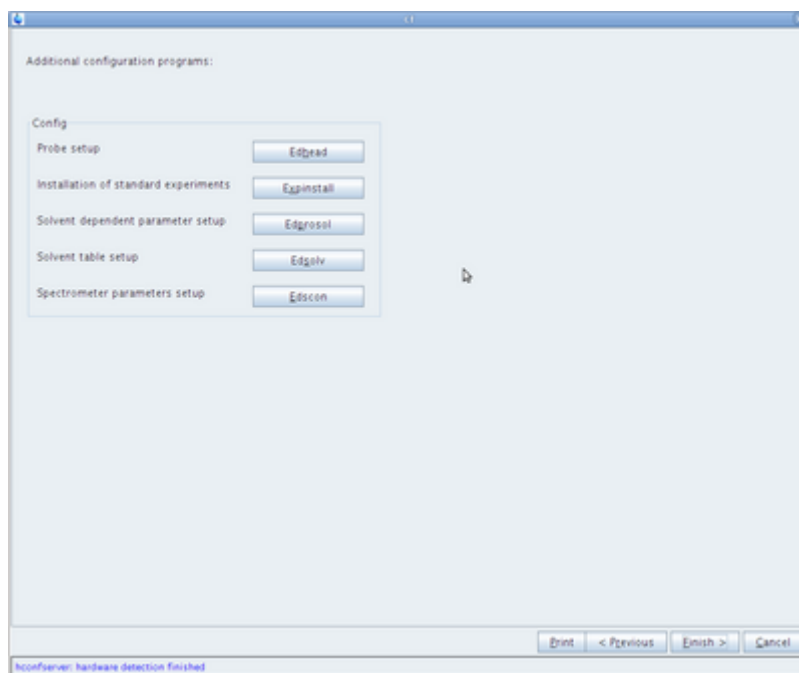 cf
Additional configuration programs:
Config
Probe setup
Edhead
Installation of standard experiments
Expinstall
Solvent dependent parameter setup
Edprosol
Solvent table setup
Edsolv
Spectrometer parameters setup
Edscon
Print
< Previous
Finish >
Cancel
hconfserver: hardware detection finished